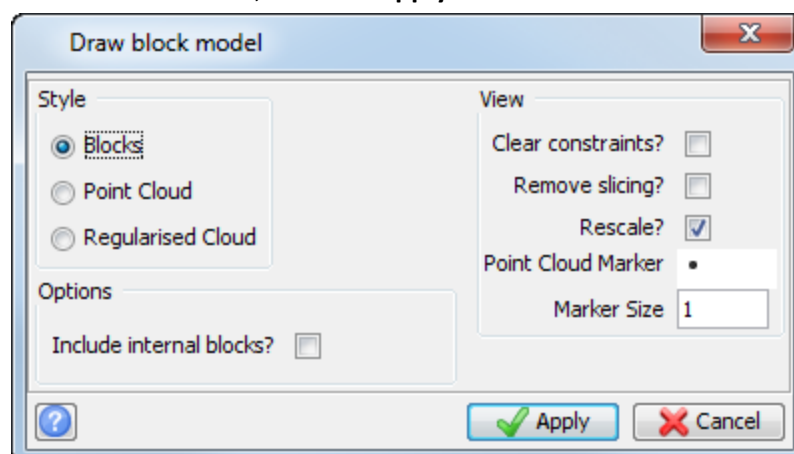 Draw block model
Style
Blocks
Point Cloud
Regularised Cloud
Options
Include internal blocks?
View
Clear constraints?
Remove slicing?
Rescale?
Point Cloud Marker
Marker Size 1
Apply
Cancel